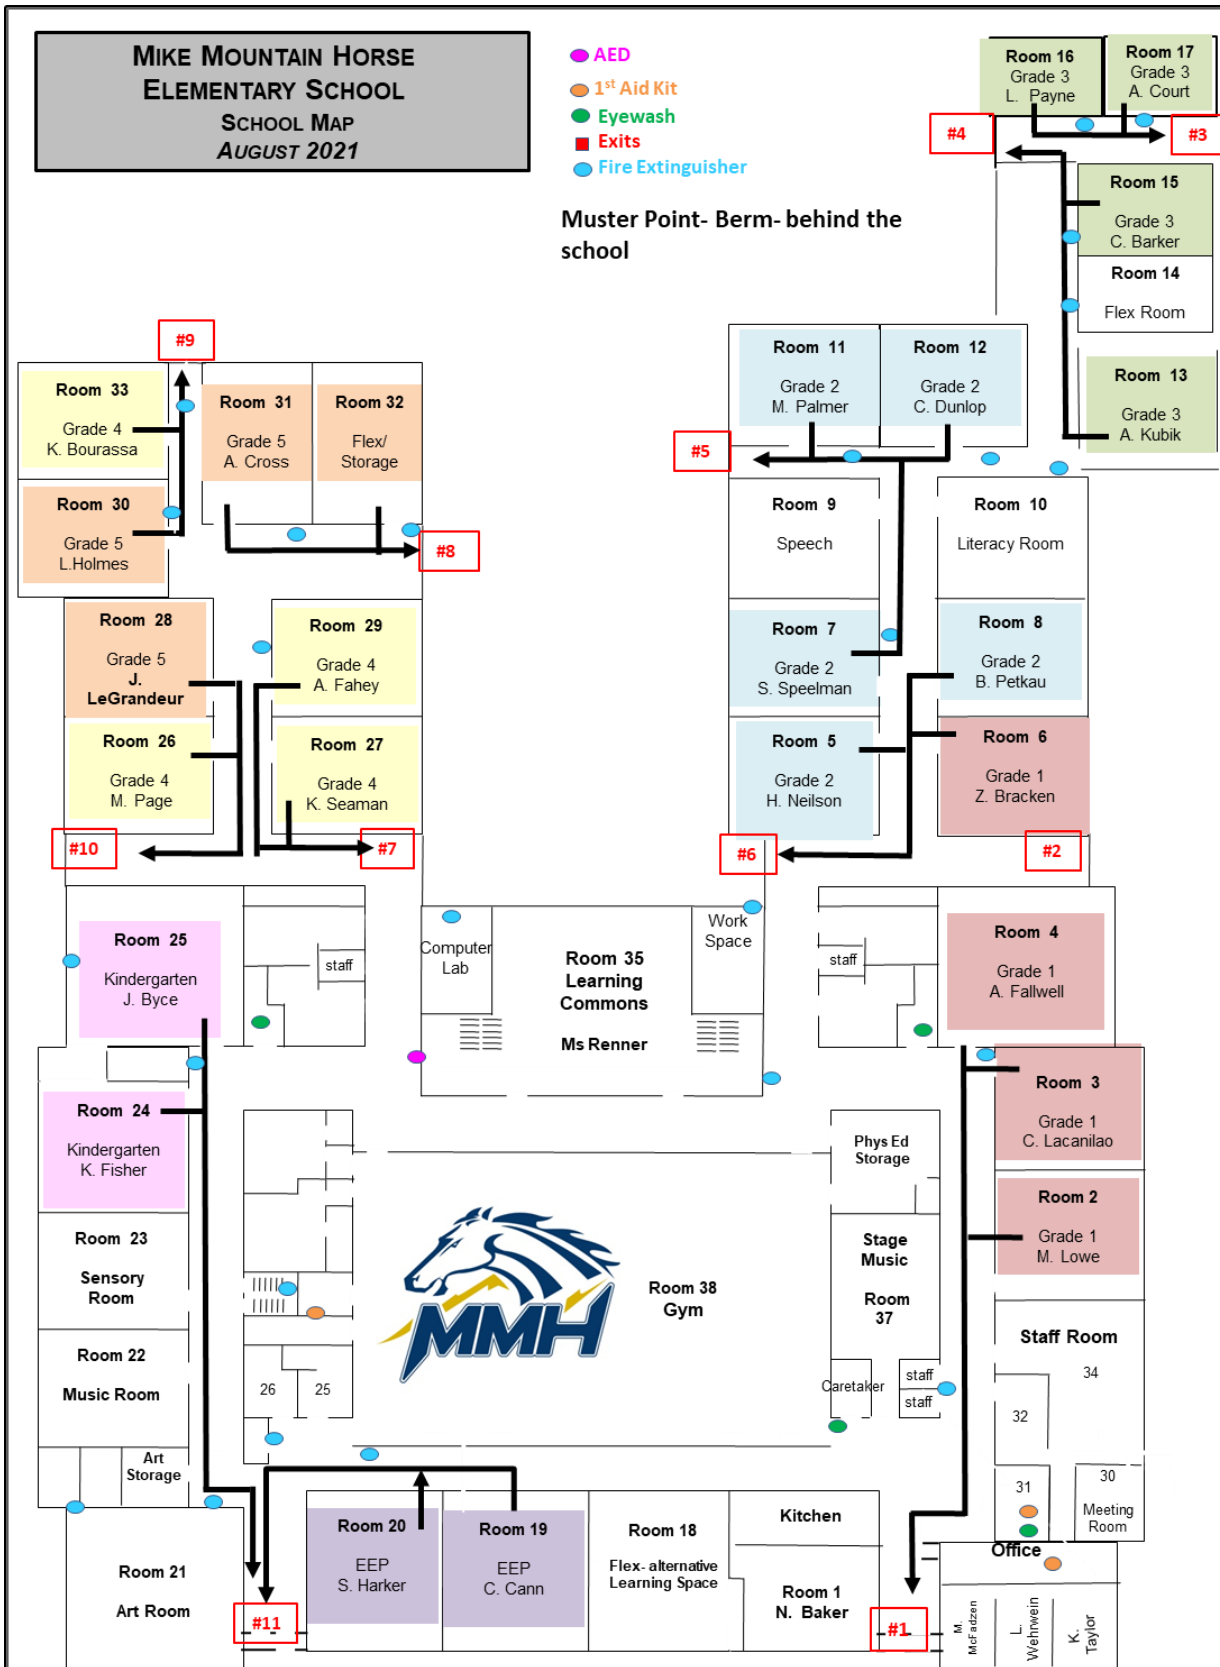 MIKE MOUNTAIN HORSE
ELEMENTARY SCHOOL
SCHOOL MAP
AUGUST 2021
AED
1st Aid Kit
Eyewash
Exits
Fire Extinguisher
Muster Point- Berm- behind the
school
Room 16
Grade 3
L. Payne
Room 17
Grade 3
A. Court
#4
#3
Room 15
Grade 3
C. Barker
Room 14
Flex Room
Room 13
Grade 3
A. Kubik
#9
Room 33
Grade 4
K. Bourassa
Room 31
Grade 5
A. Cross
Room 32
Flex/
Storage
Room 30
Grade 5
L.Holmes
#8
Room 11
Grade 2
M. Palmer
Room 12
Grade 2
C. Dunlop
#5
Room 9
Speech
Room 10
Literacy Room
Room 28
Grade 5
J.
LeGrandeur
Room 29
Grade 4
A. Fahey
Room 7
Grade 2
S. Speelman
Room 8
Grade 2
B. Petkau
Room 26
Grade 4
M. Page
Room 27
Grade 4
K. Seaman
Room 5
Grade 2
H. Neilson
Room 6
Grade 1
Z. Bracken
#10
#7
#6
#2
Room 25
Kindergarten
J. Byce
staff
Computer
Lab
Room 35
Learning
Commons
Ms Renner
Work
Space
staff
Room 4
Grade 1
A. Fallwell
Room 24
Kindergarten
K. Fisher
Phys Ed
Storage
Room 3
Grade 1
C. Lacanilao
Room 2
Grade 1
M. Lowe
Room 23
Sensory
Room
MMH
Room 38
Gym
Stage
Music
Room
37
Room 22
Music Room
26
25
Caretaker
staff
staff
Staff Room
34
32
Art
Storage
31
30
Meeting
Room
Room 21
Art Room
#11
Room 20
EEP
S. Harker
Room 19
EEP
C. Cann
Room 18
Flex- alternative
Learning Space
Kitchen
Room 1
N. Baker
#1
Office
M.
McFadzen
L.
Wehrwein
K.
Taylor